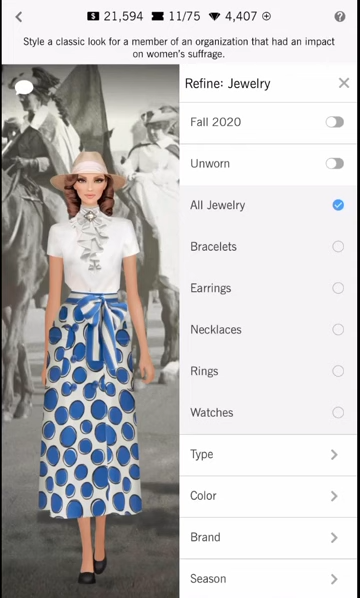 21,594 11/75 4,407
Style a classic look for a member of an organization that had an impact
on women's suffrage.
Refine: Jewelry
Fall 2020
Unworn
All Jewelry
Bracelets
Earrings
Necklaces
Rings
Watches
Type
Color
Brand
Season